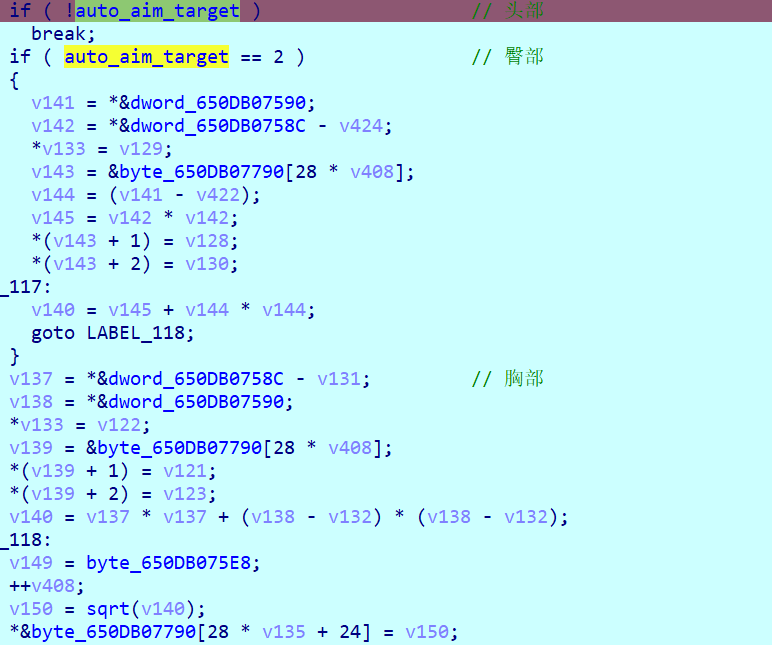 if ( !auto_aim_target ) // 头部
break;
if ( auto_aim_target == 2 ) // 臀部
{
v141 = *&dword_650DB07590;
v142 = *&dword_650DB0758C - v424;
*v133 = v129;
v143 = &byte_650DB07790[28 * v408];
v144 = (v141 - v422);
v145 = v142 * v142;
*(v143 + 1) = v128;
*(v143 + 2) = v130;
_117:
v140 = v145 + v144 * v144;
goto LABEL_118;
}
v137 = *&dword_650DB0758C - v131; // 胸部
v138 = *&dword_650DB07590;
*v133 = v122;
v139 = &byte_650DB07790[28 * v408];
*(v139 + 1) = v121;
*(v139 + 2) = v123;
v140 = v137 * v137 + (v138 - v132) * (v138 - v132);
_118:
v149 = byte_650DB075E8;
++v408;
v150 = sqrt(v140);
*&byte_650DB07790[28 * v135 + 24] = v150;